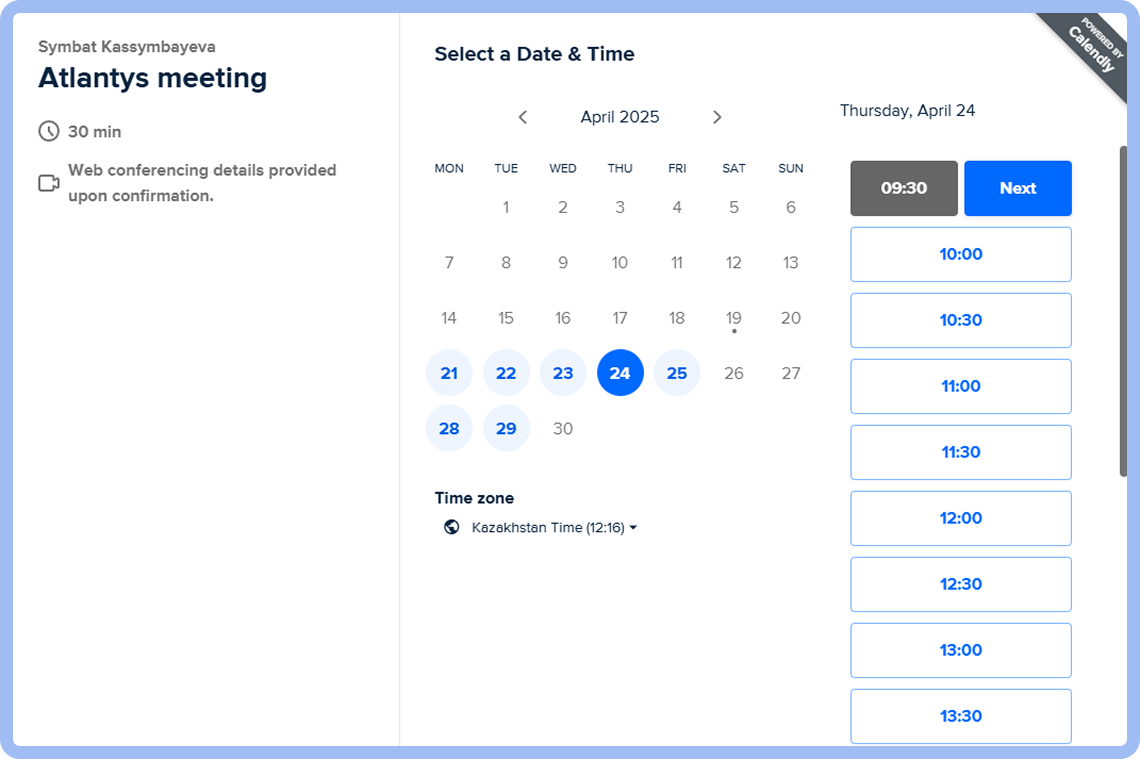 Symbat Kassymbayeva
Atlantys meeting
30 min
Web conferencing details provided
upon confirmation.
Select a Date & Time
April 2025
MON TUE WED THU FRI SAT SUN
1 2 3 4 5 6
7 8 9 10 11 12 13
14 15 16 17 18 19 20
21 22 23 24 25 26 27
28 29 30
Time zone
Kazakhstan Time (12:16)
Thursday, April 24
09:30 Next
10:00
10:30
11:00
11:30
12:00
12:30
13:00
13:30
POWERED BY
Calendly